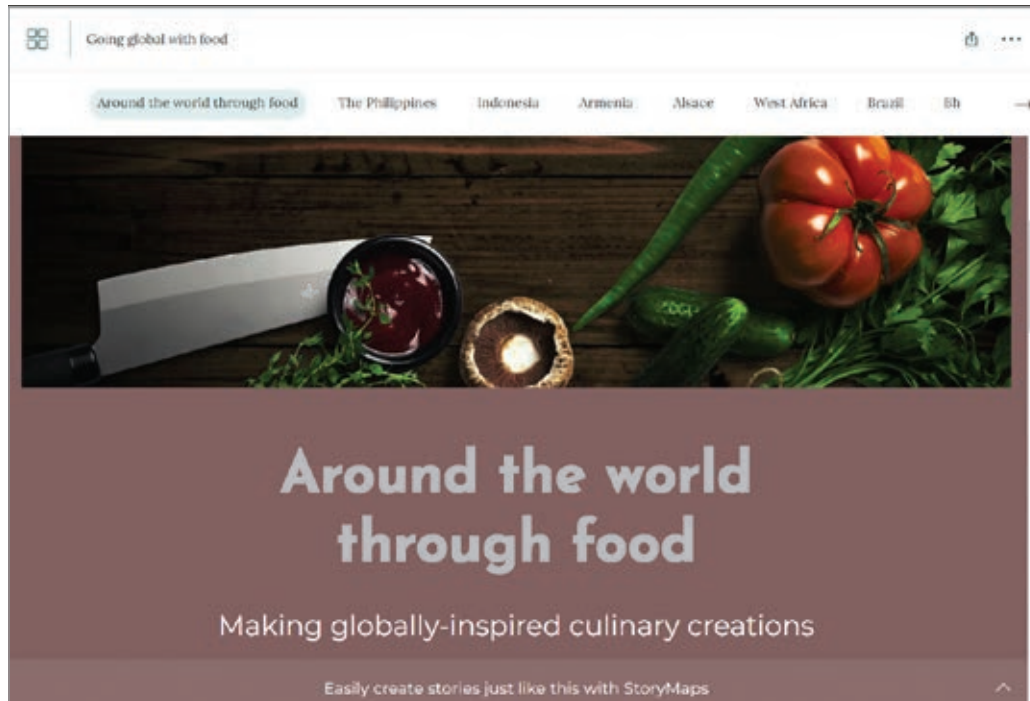 Going global with food
Around the world through food The Philippines Indonesia Armenia Alsace West Africa Brazil Bh
Around the world
through food
Making globally-inspired culinary creations
Easily create stories just like this with StoryMaps